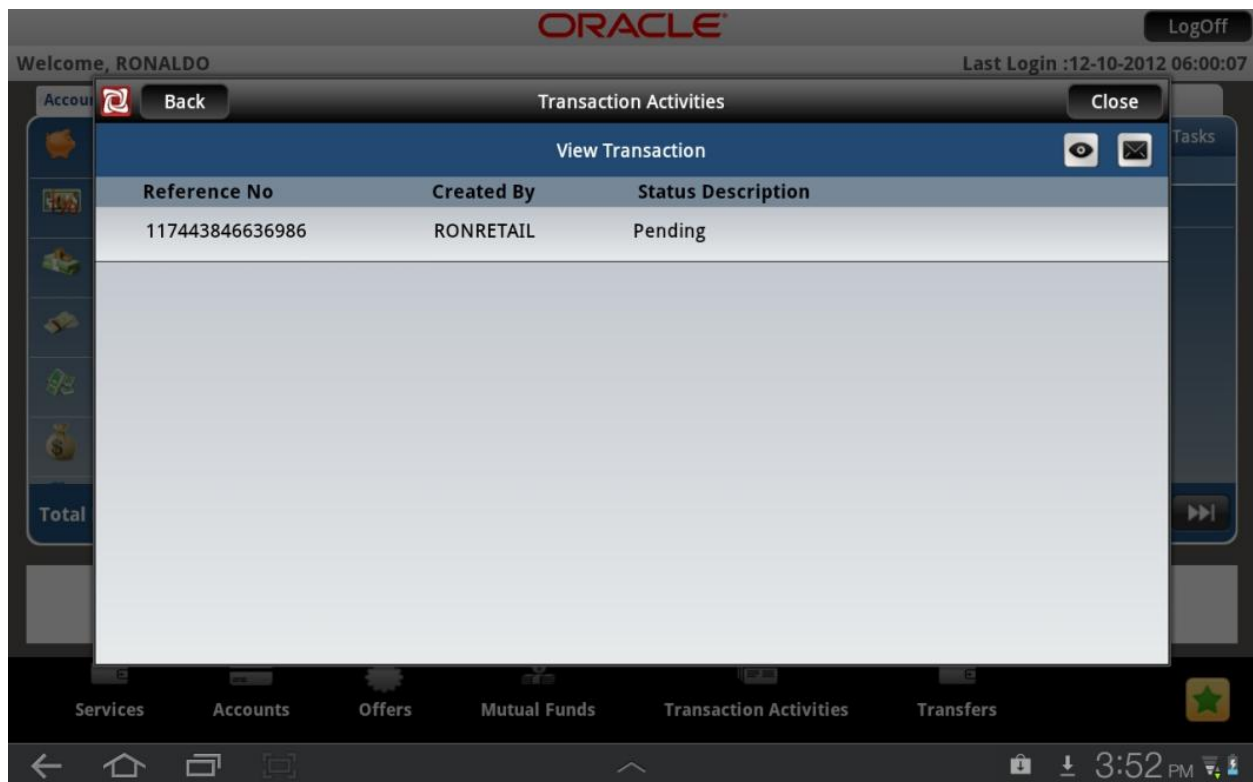 ORACLE
LogOff
Welcome, RONALDO
Last Login :12-10-2012 06:00:07
Back
Transaction Activities
Close
View Transaction
Tasks
Reference No Created By Status Description
117443846636986 RONRETAIL Pending
Total
Services Accounts Offers Mutual Funds Transaction Activities Transfers
3:52 PM